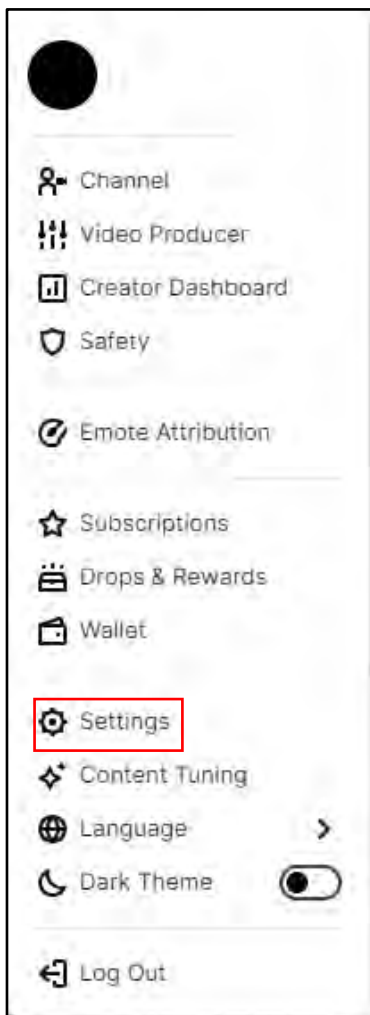 Channel
Video Producer
Creator Dashboard
Safety
Emote Attribution
Subscriptions
Drops & Rewards
Wallet
Settings
Content Tuning
Language
Dark Theme
Log Out